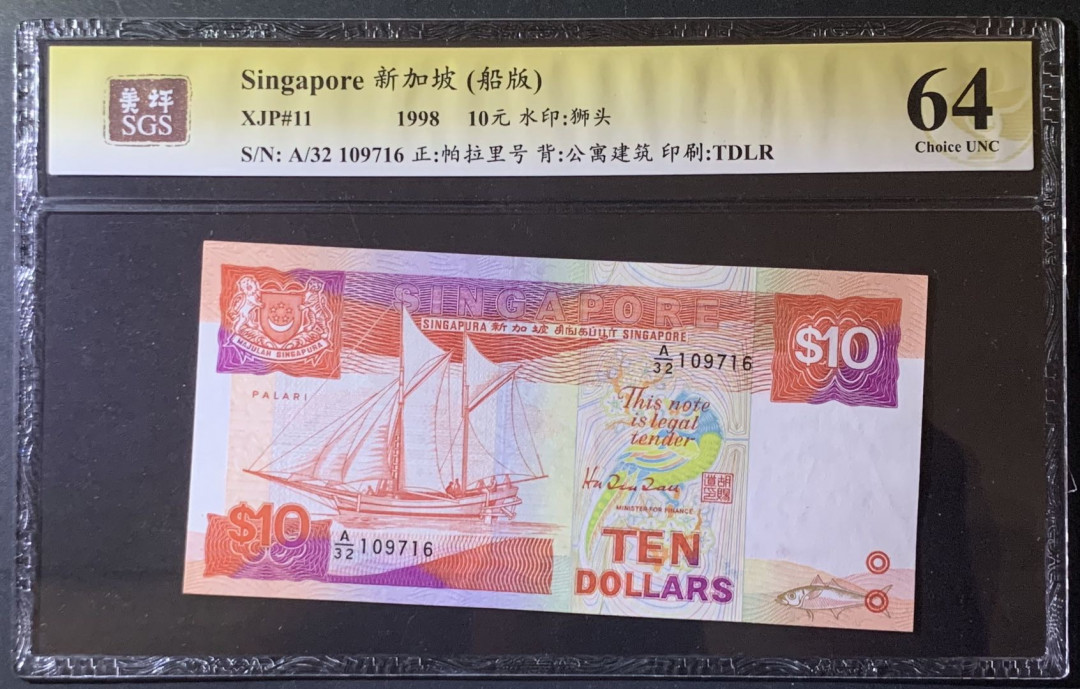 美评
SGS
Singapore 新加坡 (船版)
XJP#11 1998 10元 水印:狮头
S/N: A/32 109716 正:帕拉里号 背:公寓建筑 印刷:TDLR
64
Choice UNC
SINGAPORE
SINGAPURA 新加坡 சிங்கப்பூர் SINGAPORE
MAJULAH SINGAPURA
A/32 109716
$10
PALARI
This note
is legal
tender
MINISTER FOR FINANCE
$10
A/32 109716
TEN
DOLLARS